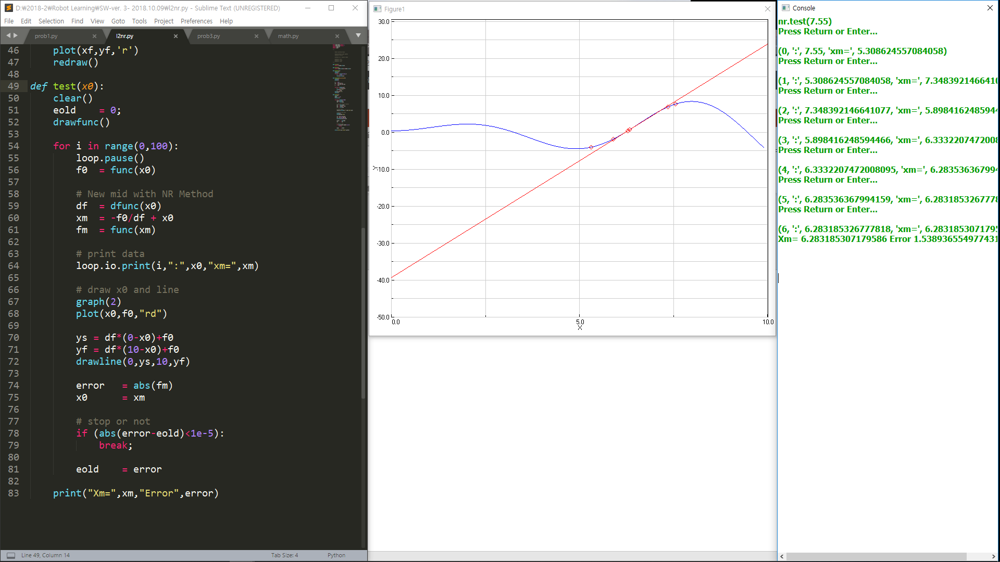 D:￦2018-2￦Robot Learning￦SW-ver. 3- 2018.10.09￦l2nr.py - Sublime Text (UNREGISTERED)
File Edit Selection Find View Goto Tools Project Preferences Help
prob1.py l2nr.py prob3.py math.py
46 plot(xf,yf,'r')
47 redraw()
48
49 def test(x0):
50 clear()
51 eold = 0;
52 drawfunc()
53
54 for i in range(0,100):
55 loop.pause()
56 f0 = func(x0)
57
58 # New mid with NR Method
59 df = dfunc(x0)
60 xm = -f0/df + x0
61 fm = func(xm)
62
63 # print data
64 loop.io.print(i,":",x0,"xm=",xm)
65
66 # draw x0 and line
67 graph(2)
68 plot(x0,f0,"rd")
69
70 ys = df*(0-x0)+f0
71 yf = df*(10-x0)+f0
72 drawline(0,ys,10,yf)
73
74 error = abs(fm)
75 x0 = xm
76
77 # stop or not
78 if (abs(error-eold)<1e-5):
79 break;
80
81 eold = error
82
83 print("Xm=",xm,"Error",error)
Line 49, Column 14 Tab Size: 4 Python
Figure1
30.0
20.0
10.0
0.0
Y
-10.0
-20.0
-30.0
-40.0
-50.0
0.0 5.0 10.0
X
Console
nr.test(7.55)
Press Return or Enter...
(0, ':', 7.55, 'xm=', 5.308624557084058)
Press Return or Enter...
(1, ':', 5.308624557084058, 'xm=', 7.3483921466410
Press Return or Enter...
(2, ':', 7.348392146641077, 'xm=', 5.8984162485944
Press Return or Enter...
(3, ':', 5.898416248594466, 'xm=', 6.3332207472008
Press Return or Enter...
(4, ':', 6.3332207472008095, 'xm=', 6.283536367994
Press Return or Enter...
(5, ':', 6.283536367994159, 'xm=', 6.2831853267778
Press Return or Enter...
(6, ':', 6.283185326777818, 'xm=', 6.2831853071795
Xm= 6.283185307179586 Error 1.538936554977431